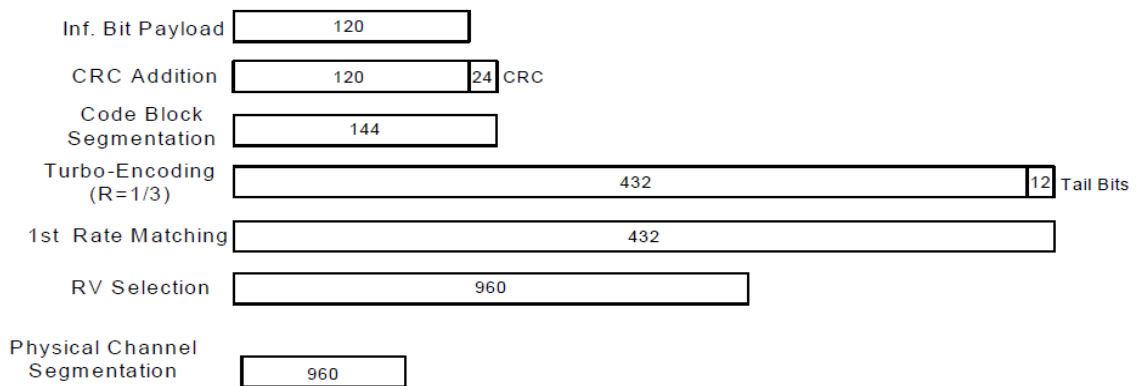 Inf. Bit Payload 120
CRC Addition 120 24 CRC
Code Block
Segmentation 144
Turbo-Encoding
(R=1/3) 432 12 Tail Bits
1st Rate Matching 432
RV Selection 960
Physical Channel
Segmentation 960